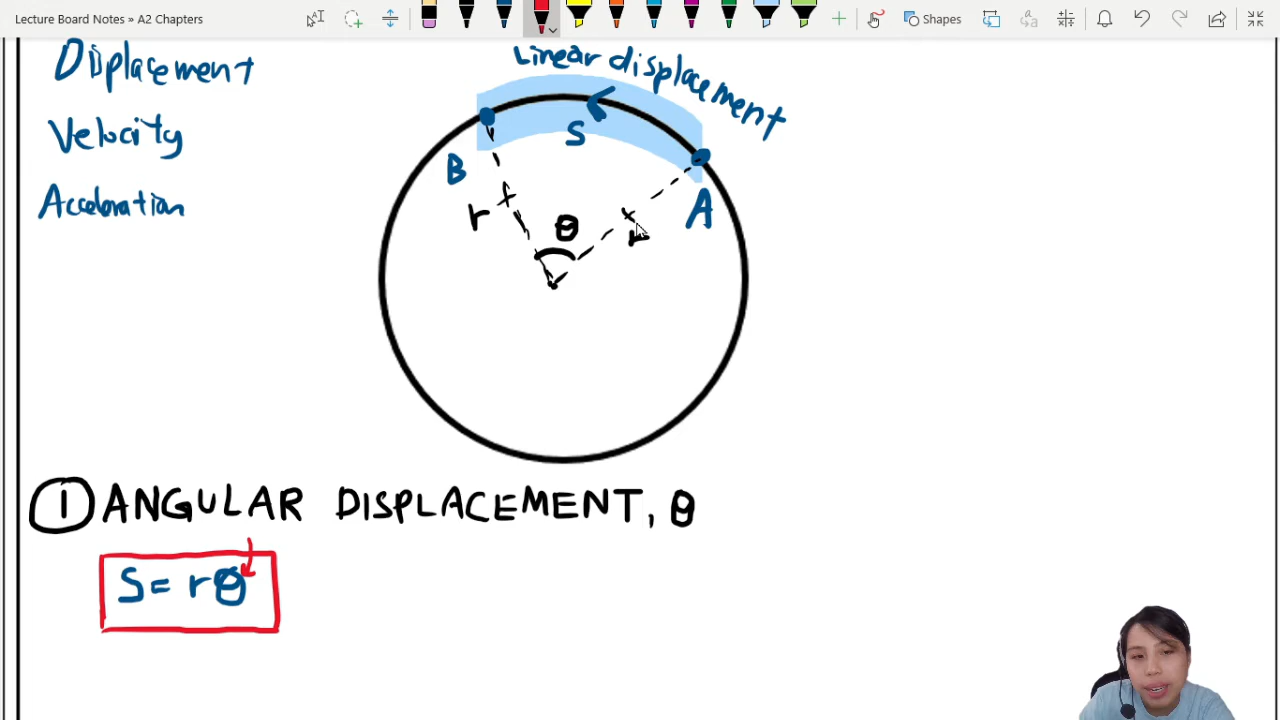 Lecture Board Notes » A2 Chapters
Shapes
Displacement
Velocity
Acceleration
Linear displacement
S
B
A
r
θ
r
① ANGULAR DISPLACEMENT, θ
S = rθ